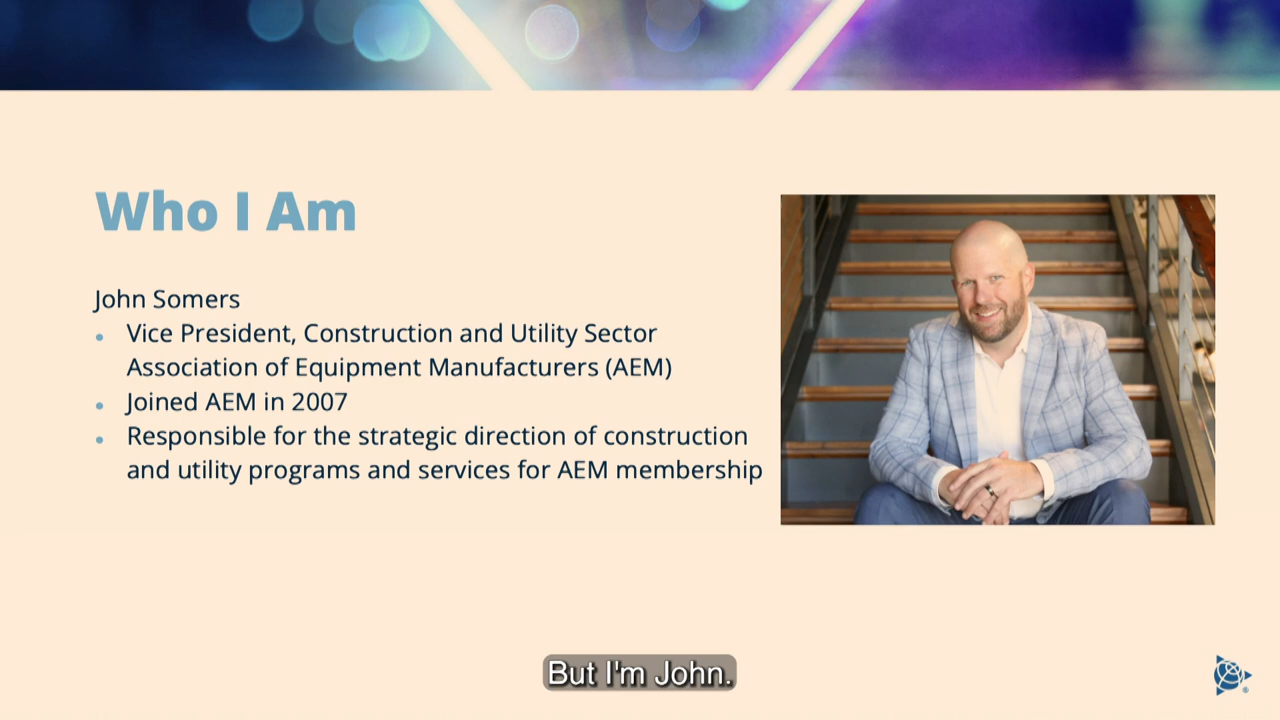 Who I Am
John Somers
• Vice President, Construction and Utility Sector
Association of Equipment Manufacturers (AEM)
• Joined AEM in 2007
• Responsible for the strategic direction of construction
and utility programs and services for AEM membership
But I'm John.
®